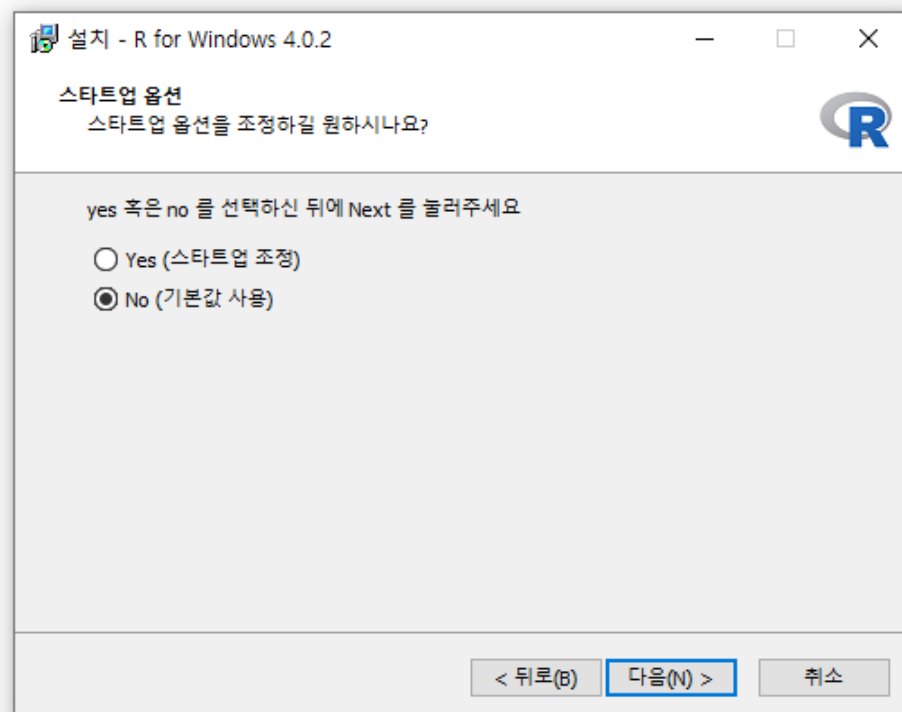 설치 - R for Windows 4.0.2
스타트업 옵션
스타트업 옵션을 조정하길 원하시나요?
R
yes 혹은 no 를 선택하신 뒤에 Next 를 눌러주세요
Yes (스타트업 조정)
No (기본값 사용)
< 뒤로(B)
다음(N) >
취소